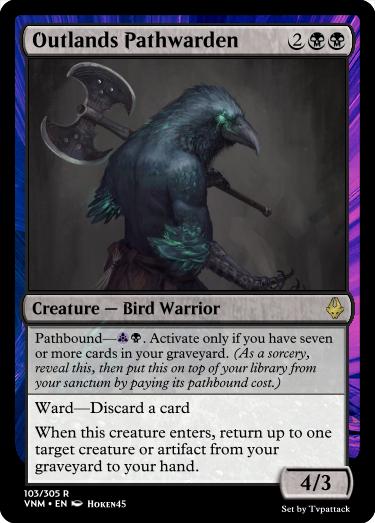 Outlands Pathwarden 2
Creature — Bird Warrior
Pathbound—. Activate only if you have seven
or more cards in your graveyard. (As a sorcery,
reveal this, then put this on top of your library from
your sanctum by paying its pathbound cost.)
Ward—Discard a card
When this creature enters, return up to one
target creature or artifact from your
graveyard to your hand.
4/3
103/305 R
VNM • EN Hoken45
Set by Tvpattack